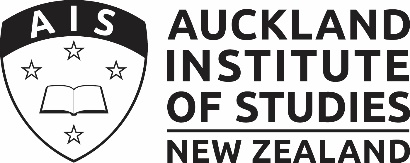 AIS
AUCKLAND
INSTITUTE
OF STUDIES
NEW ZEALAND